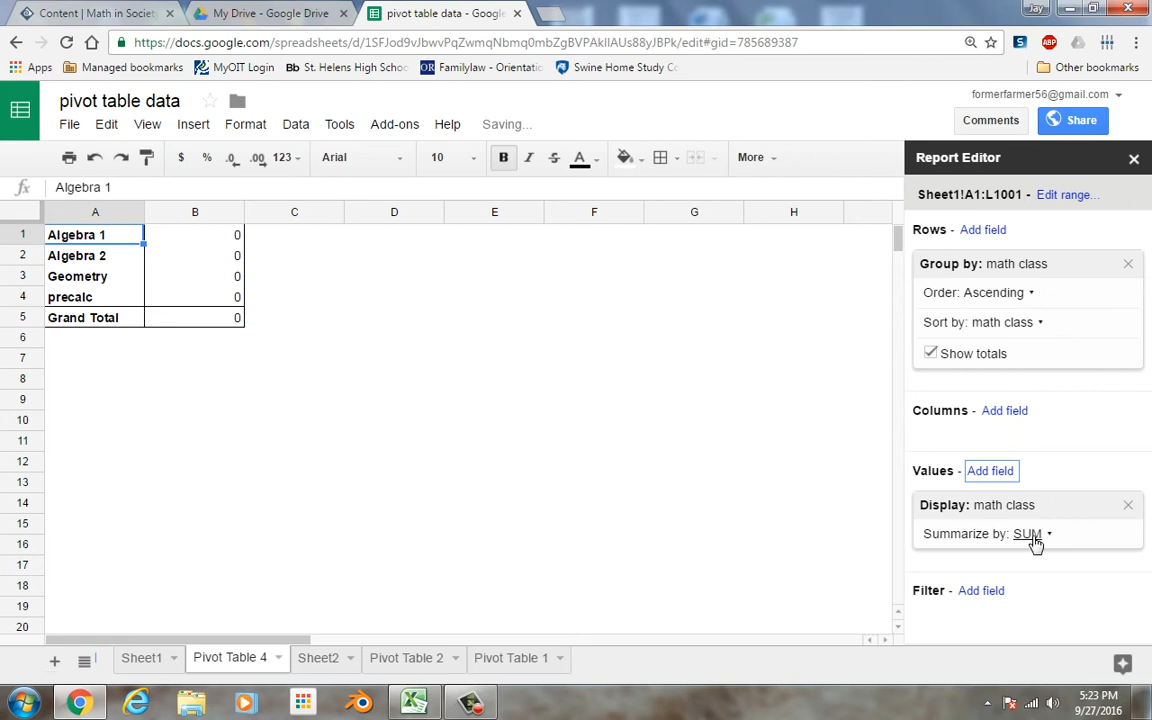 Content | Math in Society
My Drive - Google Drive
pivot table data - Google
Jay
https://docs.google.com/spreadsheets/d/1SFJod9vJbwvPqZwmqNbmq0mbZgBVPAkIlAUs88yJBPk/edit#gid=785689387
Apps
Managed bookmarks
MyOIT Login
Bb St. Helens High Scho
OR Familylaw - Orientatio
Swine Home Study Co
Other bookmarks
pivot table data
formerfarmer56@gmail.com
File Edit View Insert Format Data Tools Add-ons Help Saving...
Comments
Share
$ % .0 .00 123 Arial 10 B I S A More
Report Editor
fx Algebra 1
Sheet1!A1:L1001 - Edit range...
A B C D E F G H
Rows - Add field
1 Algebra 1 0
2 Algebra 2 0
3 Geometry 0
4 precalc 0
5 Grand Total 0
6
7
8
9
10
11
12
13
14
15
16
17
18
19
20
Group by: math class
Order: Ascending
Sort by: math class
Show totals
Columns - Add field
Values - Add field
Display: math class
Summarize by: SUM
Filter - Add field
Sheet1
Pivot Table 4
Sheet2
Pivot Table 2
Pivot Table 1
5:23 PM
9/27/2016